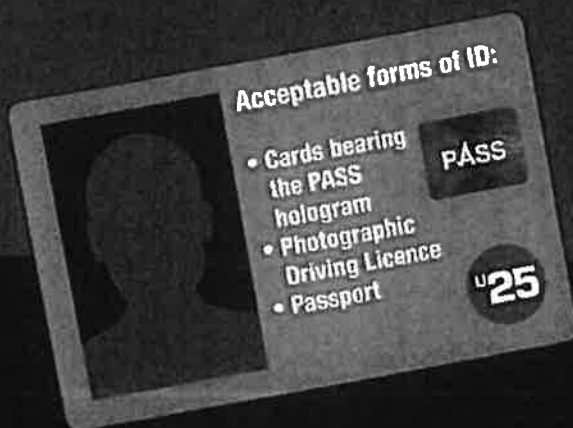 Acceptable forms of ID:
• Cards bearing
the PASS
hologram
• Photographic
Driving Licence
• Passport
PASS
U25